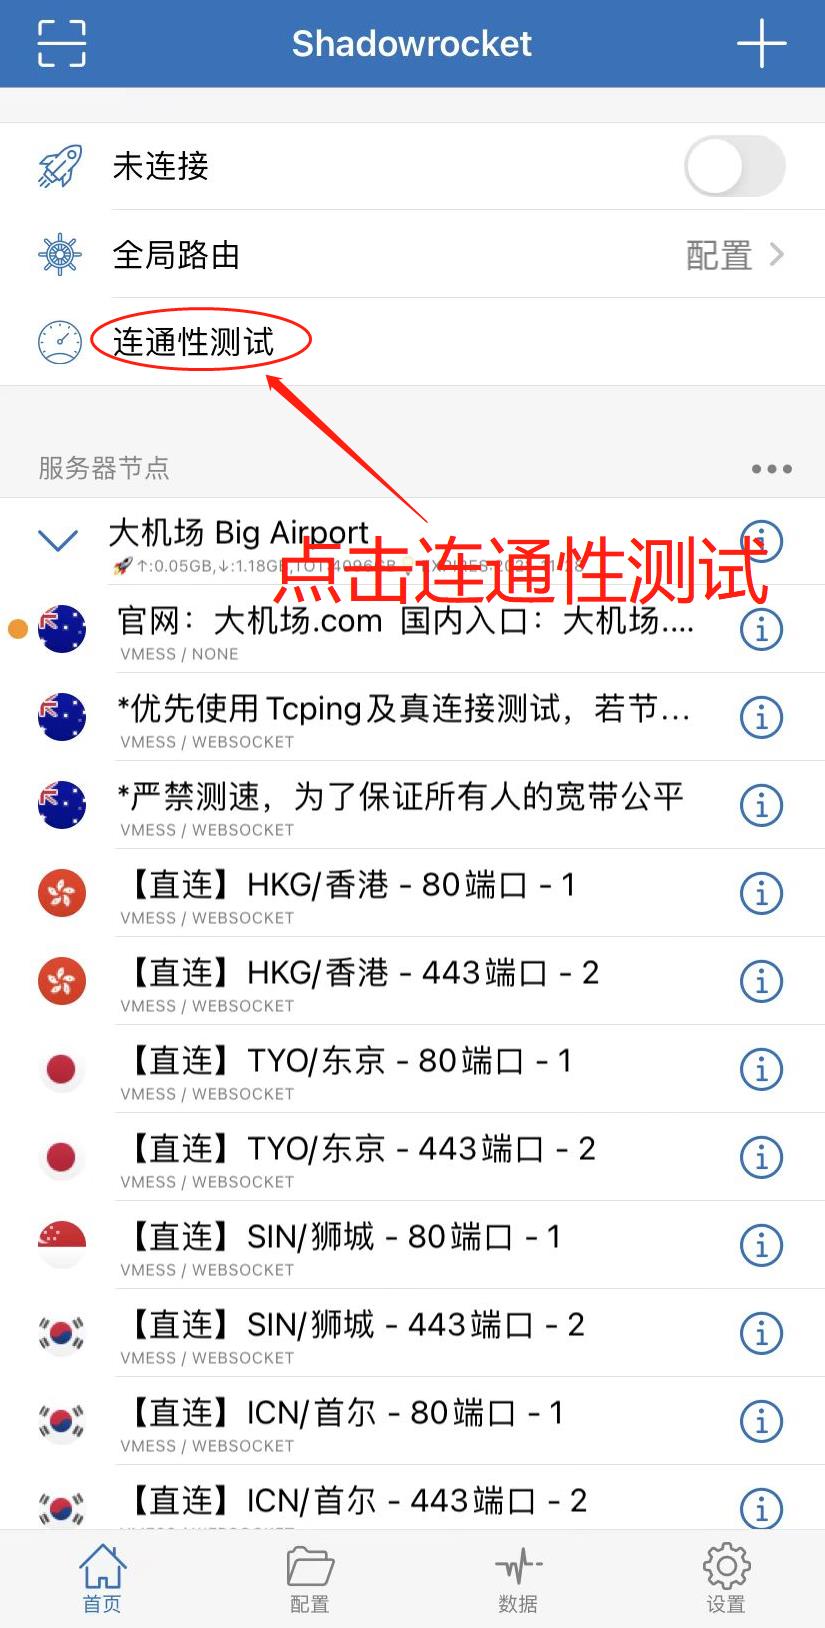 Shadowrocket
未连接
全局路由
配置
连通性测试
服务器节点
大机场 Big Airport
点击连通性测试
官网：大机场.com 国内入口：大机场....
VMESS / NONE
*优先使用Tcping及真连接测试，若节...
VMESS / WEBSOCKET
*严禁测速，为了保证所有人的宽带公平
VMESS / WEBSOCKET
【直连】HKG/香港 - 80端口 - 1
VMESS / WEBSOCKET
【直连】HKG/香港 - 443端口 - 2
VMESS / WEBSOCKET
【直连】TYO/东京 - 80端口 - 1
VMESS / WEBSOCKET
【直连】TYO/东京 - 443端口 - 2
VMESS / WEBSOCKET
【直连】SIN/狮城 - 80端口 - 1
VMESS / WEBSOCKET
【直连】SIN/狮城 - 443端口 - 2
VMESS / WEBSOCKET
【直连】ICN/首尔 - 80端口 - 1
VMESS / WEBSOCKET
【直连】ICN/首尔 - 443端口 - 2
首页
配置
数据
设置